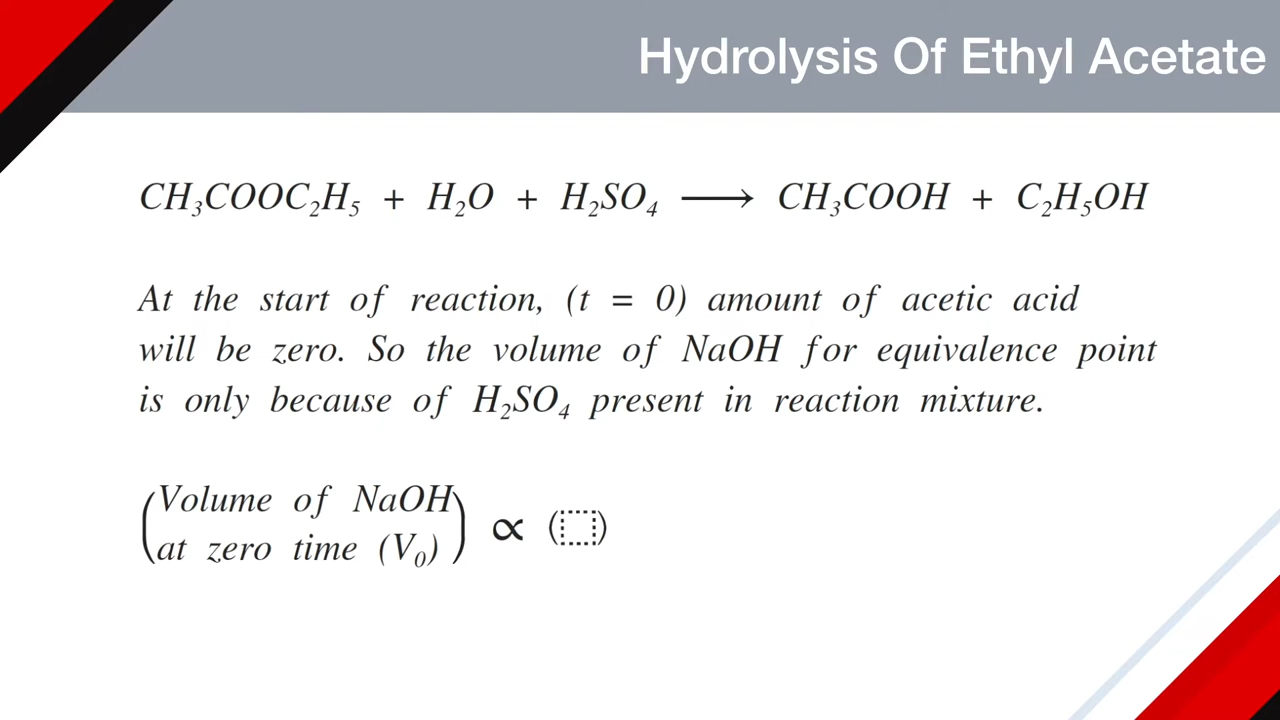 Hydrolysis Of Ethyl Acetate
CH₃COOC₂H₅ + H₂O + H₂SO₄ ⟶ CH₃COOH + C₂H₅OH
At the start of reaction, (t = 0) amount of acetic acid
will be zero. So the volume of NaOH for equivalence point
is only because of H₂SO₄ present in reaction mixture.
(Volume of NaOH
at zero time (V₀)) ∝ (⬚)